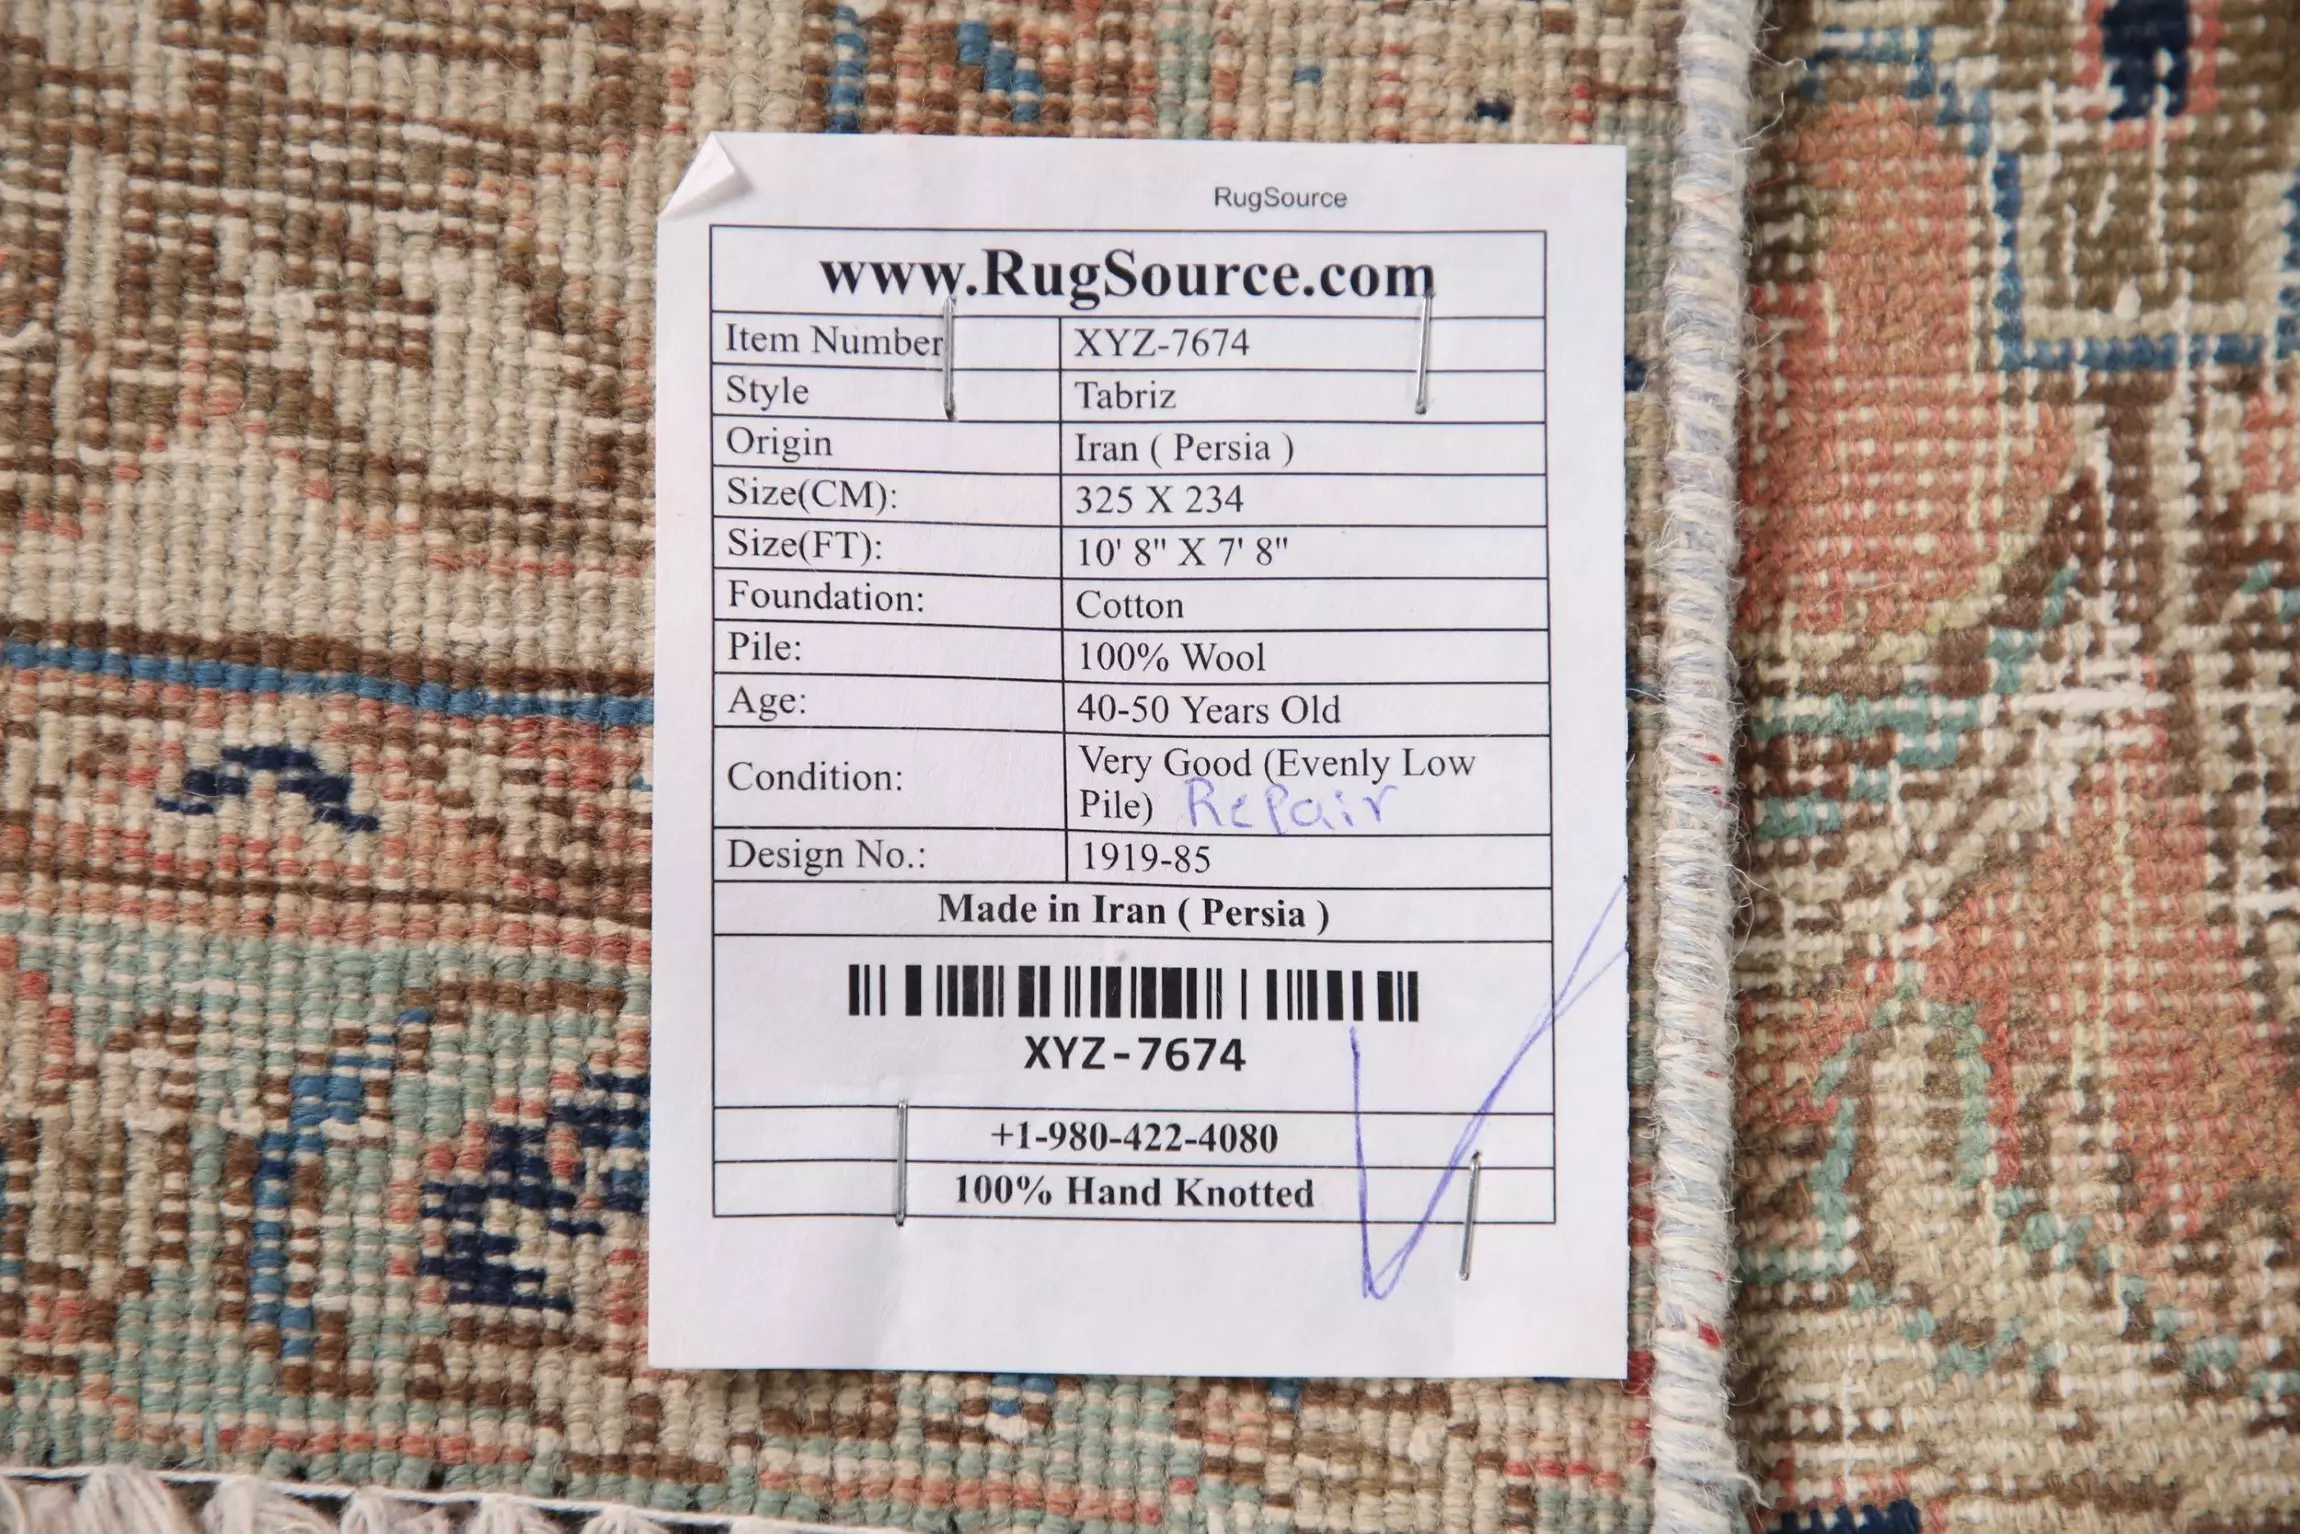 RugSource
www.RugSource.com
Item Number XYZ-7674
Style Tabriz
Origin Iran ( Persia )
Size(CM): 325 X 234
Size(FT): 10' 8" X 7' 8"
Foundation: Cotton
Pile: 100% Wool
Age: 40-50 Years Old
Condition: Very Good (Evenly Low
Pile) Repair
Design No.: 1919-85
Made in Iran ( Persia )
XYZ-7674
+1-980-422-4080
100% Hand Knotted